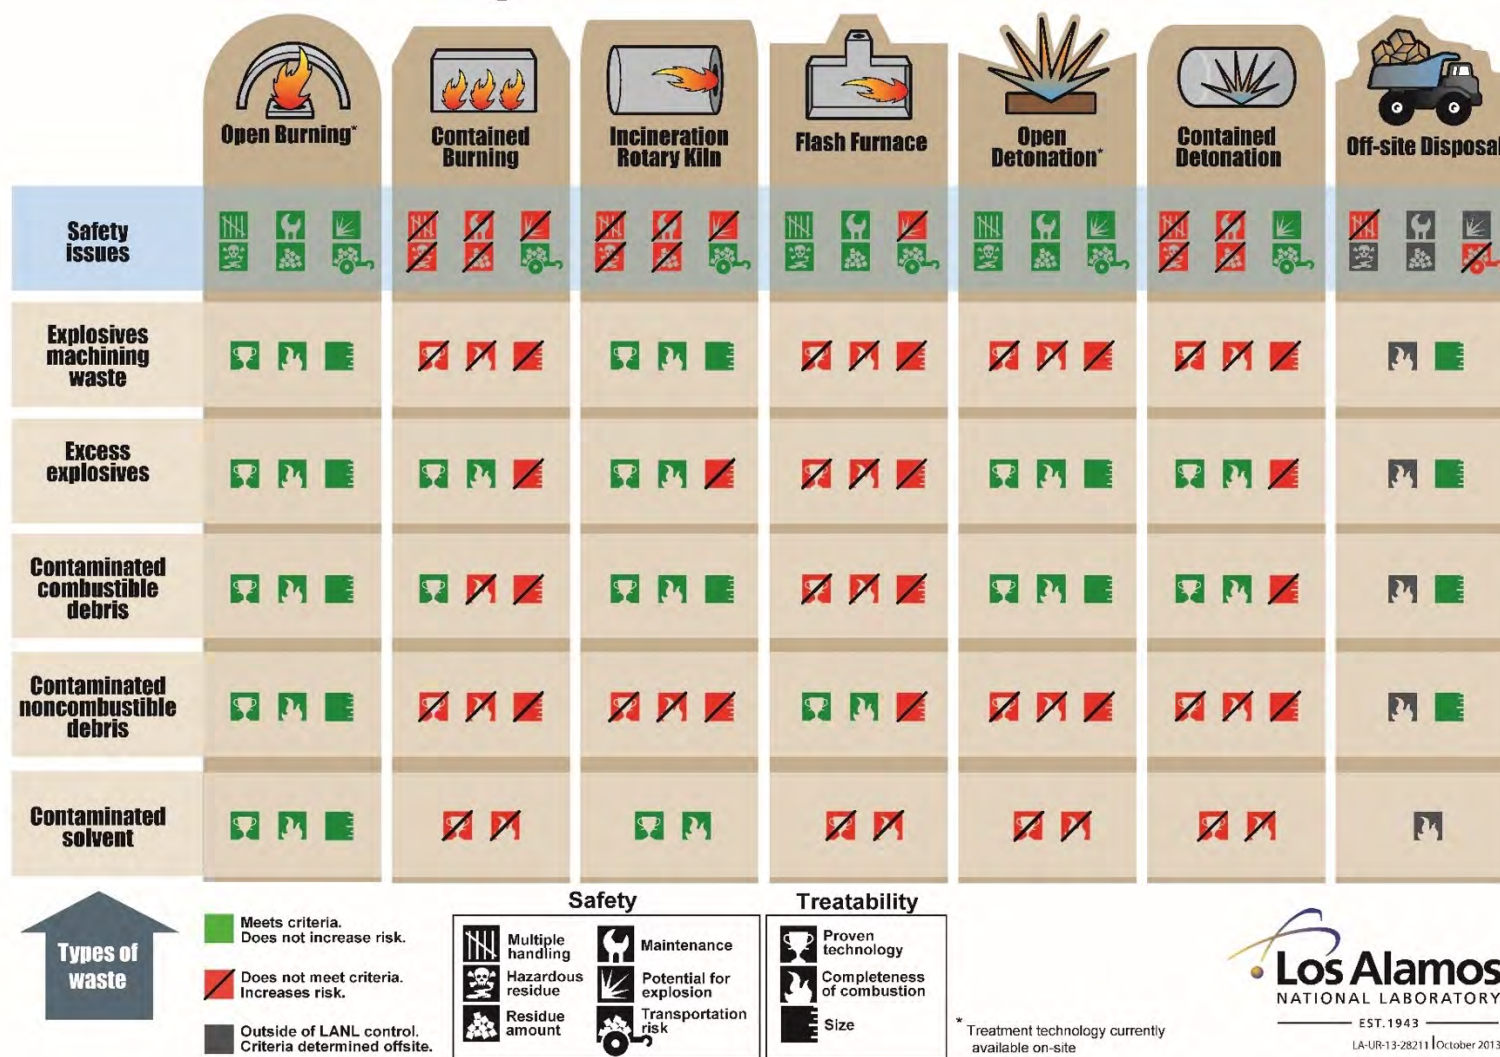 Open Burning*
Contained
Burning
Incineration
Rotary Kiln
Flash Furnace
Open
Detonation*
Contained
Detonation
Off-site Disposal
Safety
issues
Explosives
machining
waste
Excess
explosives
Contaminated
combustible
debris
Contaminated
noncombustible
debris
Contaminated
solvent
Types of
waste
Meets criteria.
Does not increase risk.
Does not meet criteria.
Increases risk.
Outside of LANL control.
Criteria determined offsite.
Safety
Multiple
handling
Maintenance
Hazardous
residue
Potential for
explosion
Residue
amount
Transportation
risk
Treatability
Proven
technology
Completeness
of combustion
Size
* Treatment technology currently
available on-site
Los Alamos
NATIONAL LABORATORY
EST.1943
LA-UR-13-28211 | October 2013